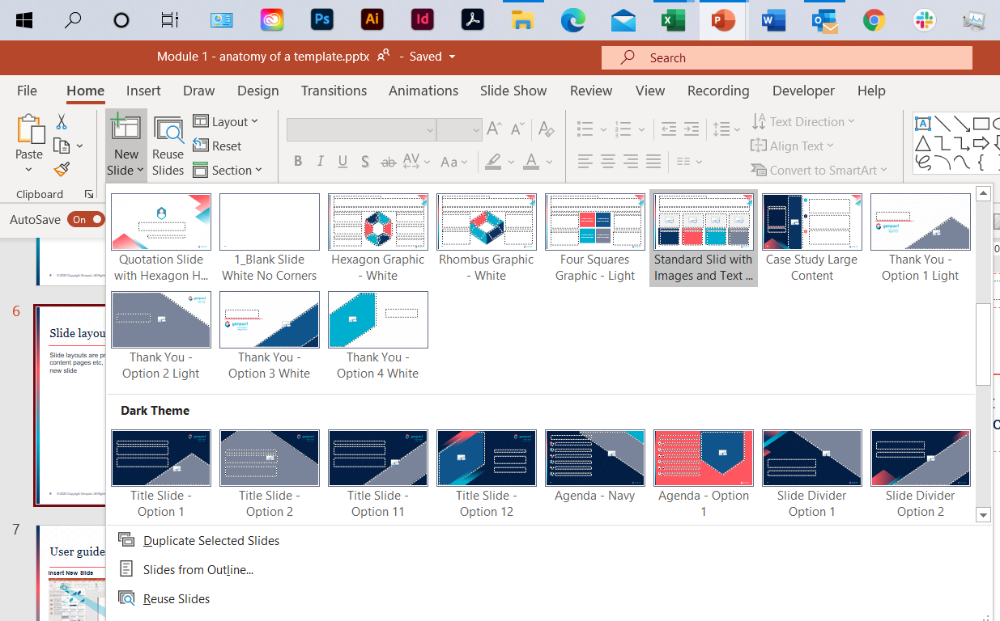 Ps
Ai
Id
Module 1 - anatomy of a template.pptx - Saved
Search
File Home Insert Draw Design Transitions Animations Slide Show Review View Recording Developer Help
Paste
New Slide
Reuse Slides
Layout
Reset
Section
B I U S ab AV Aa A
Text Direction
Align Text
Convert to SmartArt
Clipboard
AutoSave On
Quotation Slide with Hexagon H...
1_Blank Slide White No Corners
Hexagon Graphic - White
Rhombus Graphic - White
Four Squares Graphic - Light
Standard Slid with Images and Text ...
Case Study Large Content
Thank You - Option 1 Light
Thank You - Option 2 Light
Thank You - Option 3 White
Thank You - Option 4 White
6
Slide layou
Slide layouts are pr
content pages etc,
new slide
Dark Theme
Title Slide - Option 1
Title Slide - Option 2
Title Slide - Option 11
Title Slide - Option 12
Agenda - Navy
Agenda - Option 1
Slide Divider Option 1
Slide Divider Option 2
7
User guide
Insert New Slide
Duplicate Selected Slides
Slides from Outline...
Reuse Slides